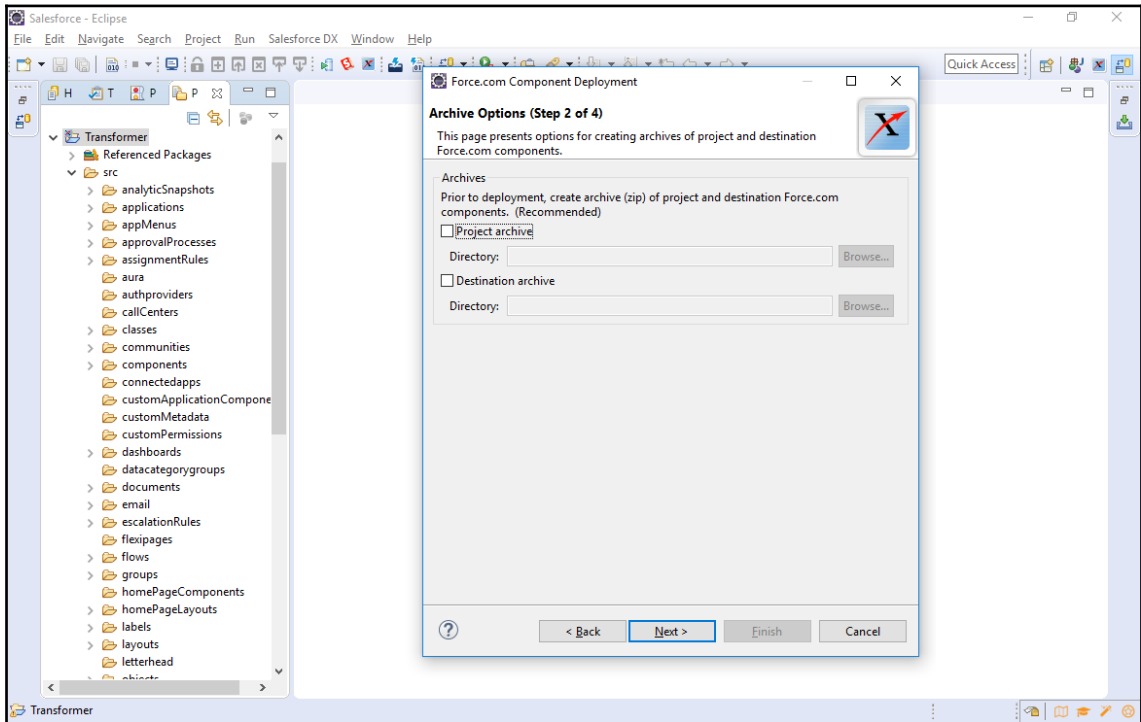 Salesforce - Eclipse
File Edit Navigate Search Project Run Salesforce DX Window Help
Quick Access
H T P P
Transformer
Referenced Packages
src
analyticSnapshots
applications
appMenus
approvalProcesses
assignmentRules
aura
authproviders
callCenters
classes
communities
components
connectedapps
customApplicationCompone
customMetadata
customPermissions
dashboards
datacategorygroups
documents
email
escalationRules
flexipages
flows
groups
homePageComponents
homePageLayouts
labels
layouts
letterhead
objects
Transformer
Force.com Component Deployment
Archive Options (Step 2 of 4)
This page presents options for creating archives of project and destination
Force.com components.
Archives
Prior to deployment, create archive (zip) of project and destination Force.com
components. (Recommended)
Project archive
Directory: Browse...
Destination archive
Directory: Browse...
< Back Next > Finish Cancel